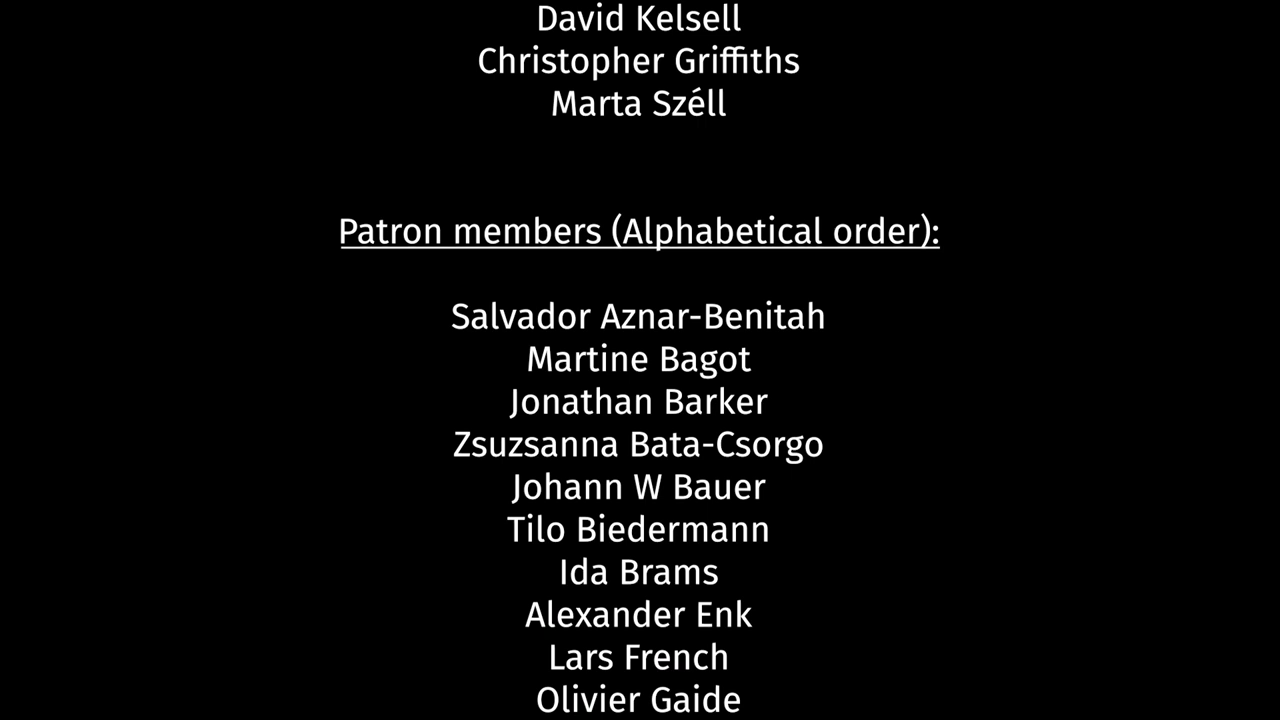 David Kelsell
Christopher Griffiths
Marta Széll
Patron members (Alphabetical order):
Salvador Aznar-Benitah
Martine Bagot
Jonathan Barker
Zsuzsanna Bata-Csorgo
Johann W Bauer
Tilo Biedermann
Ida Brams
Alexander Enk
Lars French
Olivier Gaide